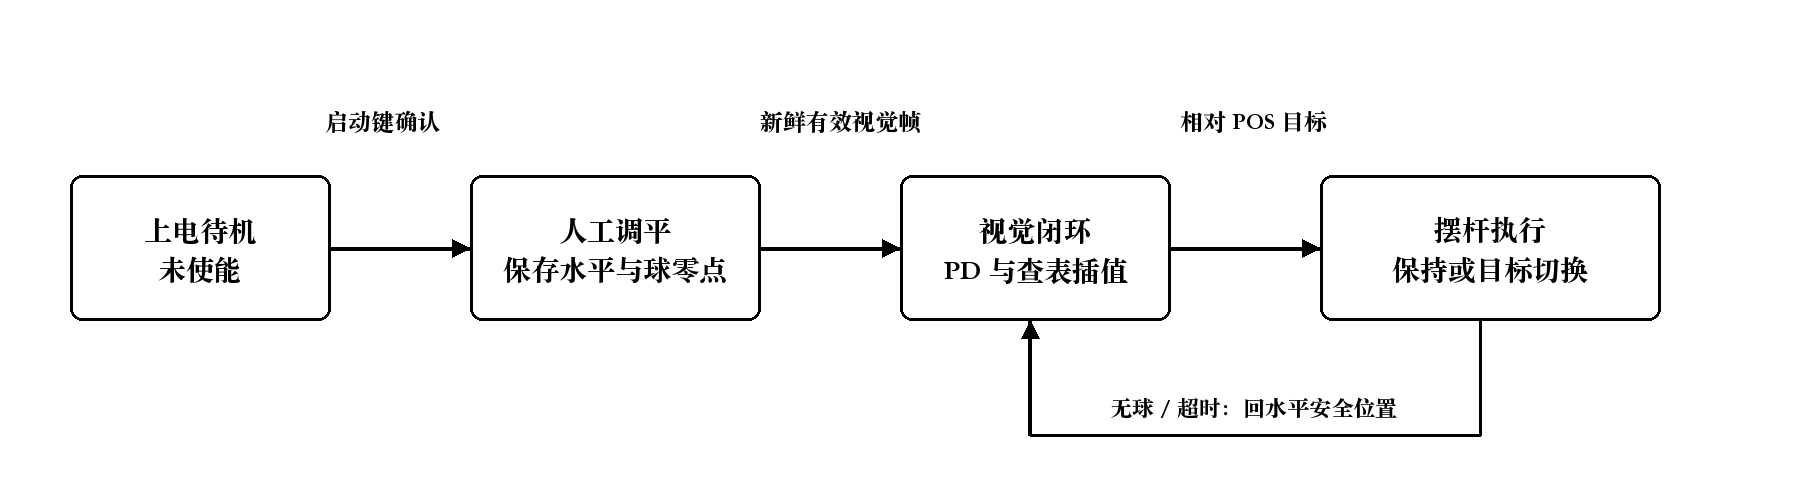 启动键确认
新鲜有效视觉帧
相对 POS 目标
上电待机
未使能
人工调平
保存水平与球零点
视觉闭环
PD 与查表插值
摆杆执行
保持或目标切换
无球 / 超时：回水平安全位置